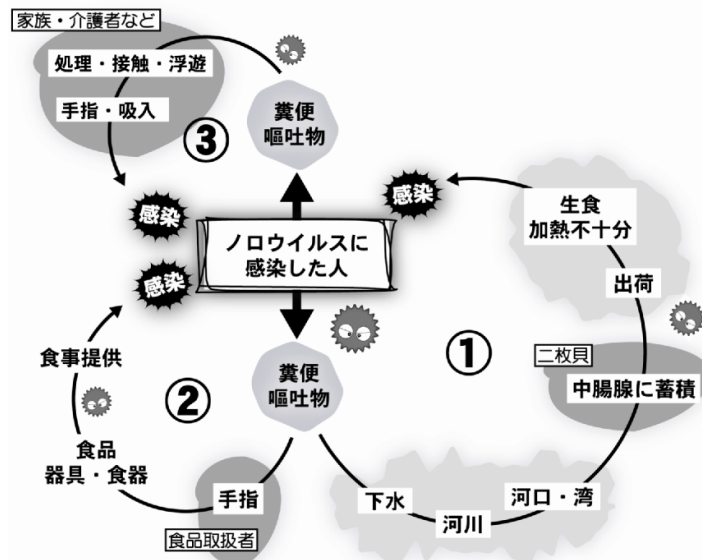 家族・介護者など
処理・接触・浮遊
手指・吸入
③
糞便
嘔吐物
感染
感染
ノロウイルスに
感染した人
感染
生食
加熱不十分
出荷
①
二枚貝
中腸腺に蓄積
食事提供
②
糞便
嘔吐物
食品
器具・食器
手指
食品取扱者
下水
河川
河口・湾